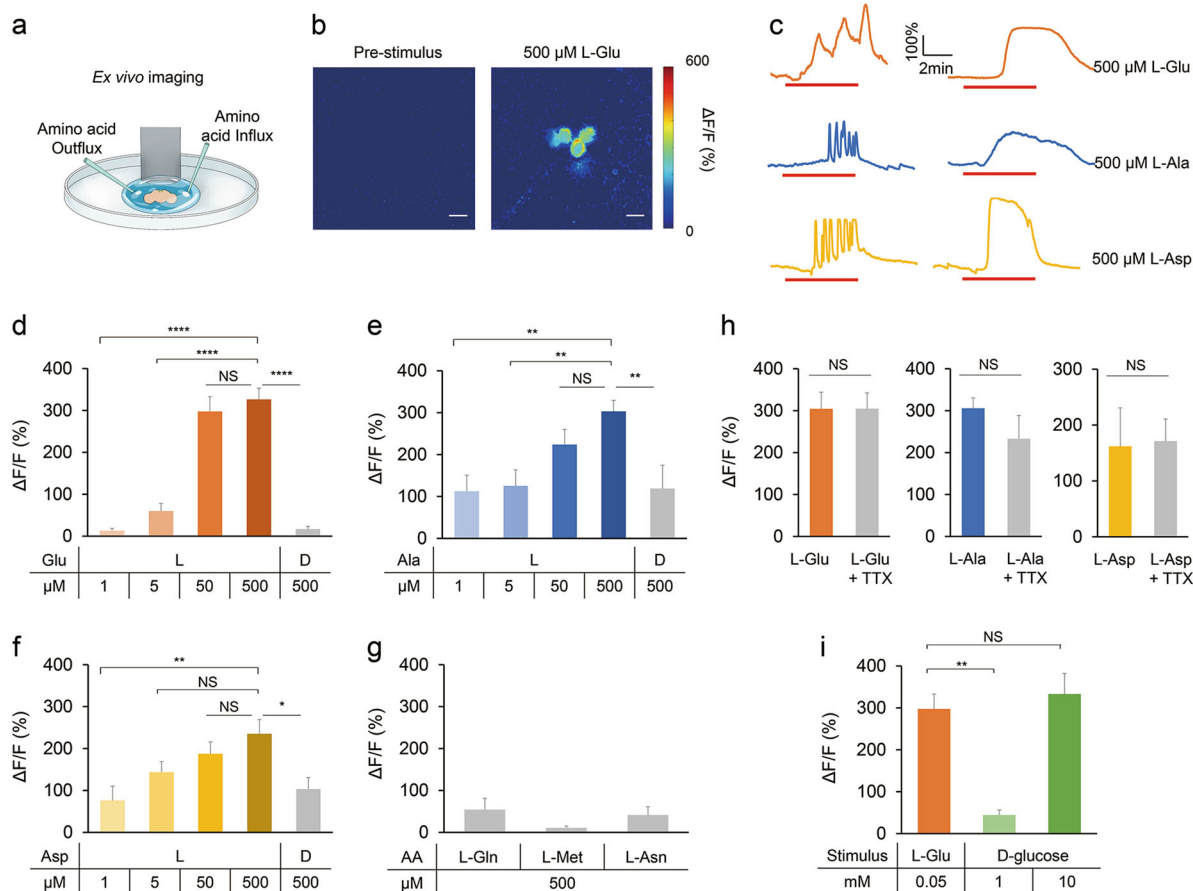 a
Ex vivo imaging
Amino acid
Outflux
Amino
acid Influx
b
Pre-stimulus
500 µM L-Glu
600
ΔF/F (%)
0
c
100%
2min
500 µM L-Glu
500 µM L-Ala
500 µM L-Asp
d
****
****
NS
****
400
300
200
100
0
ΔF/F (%)
Glu L D
µM 1 5 50 500 500
e
**
**
NS
**
400
300
200
100
0
ΔF/F (%)
Ala L D
µM 1 5 50 500 500
h
NS
400
300
200
100
0
ΔF/F (%)
L-Glu
L-Glu
+ TTX
NS
400
300
200
100
0
L-Ala
L-Ala
+ TTX
NS
300
200
100
0
L-Asp
L-Asp
+ TTX
f
**
NS
NS
*
400
300
200
100
0
ΔF/F (%)
Asp L D
µM 1 5 50 500 500
g
400
300
200
100
0
ΔF/F (%)
AA L-Gln L-Met L-Asn
µM 500
i
NS
**
400
300
200
100
0
ΔF/F (%)
Stimulus L-Glu D-glucose
mM 0.05 1 10